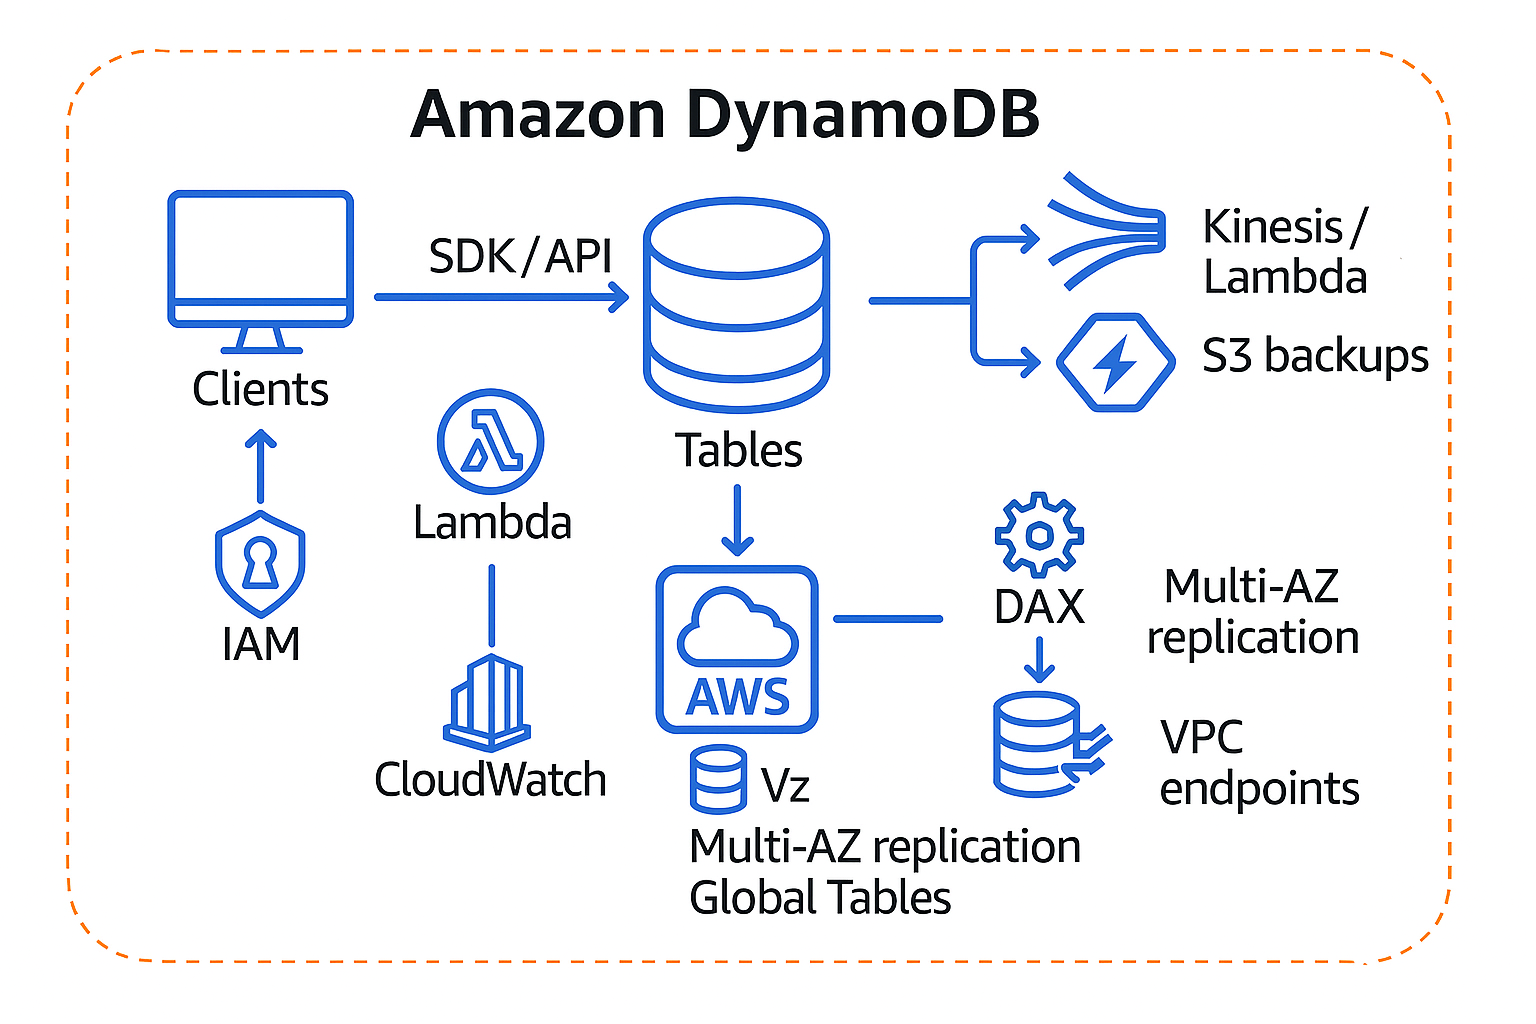 Amazon DynamoDB
SDK / API
Clients
Tables
Kinesis /
Lambda
S3 backups
Lambda
IAM
CloudWatch
AWS
Vz
Multi-AZ replication
Global Tables
DAX
Multi-AZ
replication
VPC
endpoints